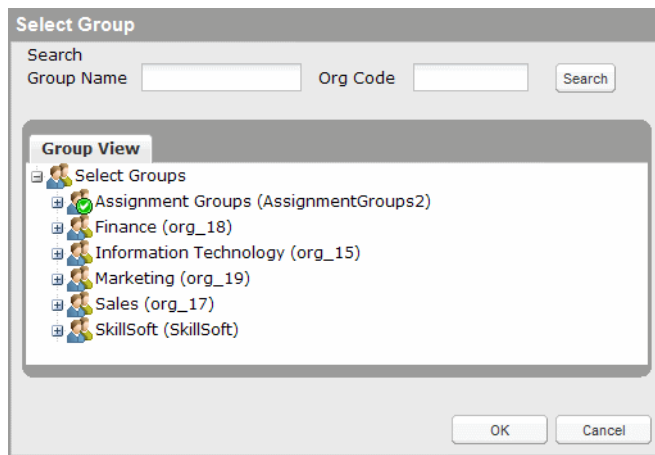 Select Group
Search
Group Name Org Code Search
Group View
Select Groups
Assignment Groups (AssignmentGroups2)
Finance (org_18)
Information Technology (org_15)
Marketing (org_19)
Sales (org_17)
SkillSoft (SkillSoft)
OK Cancel